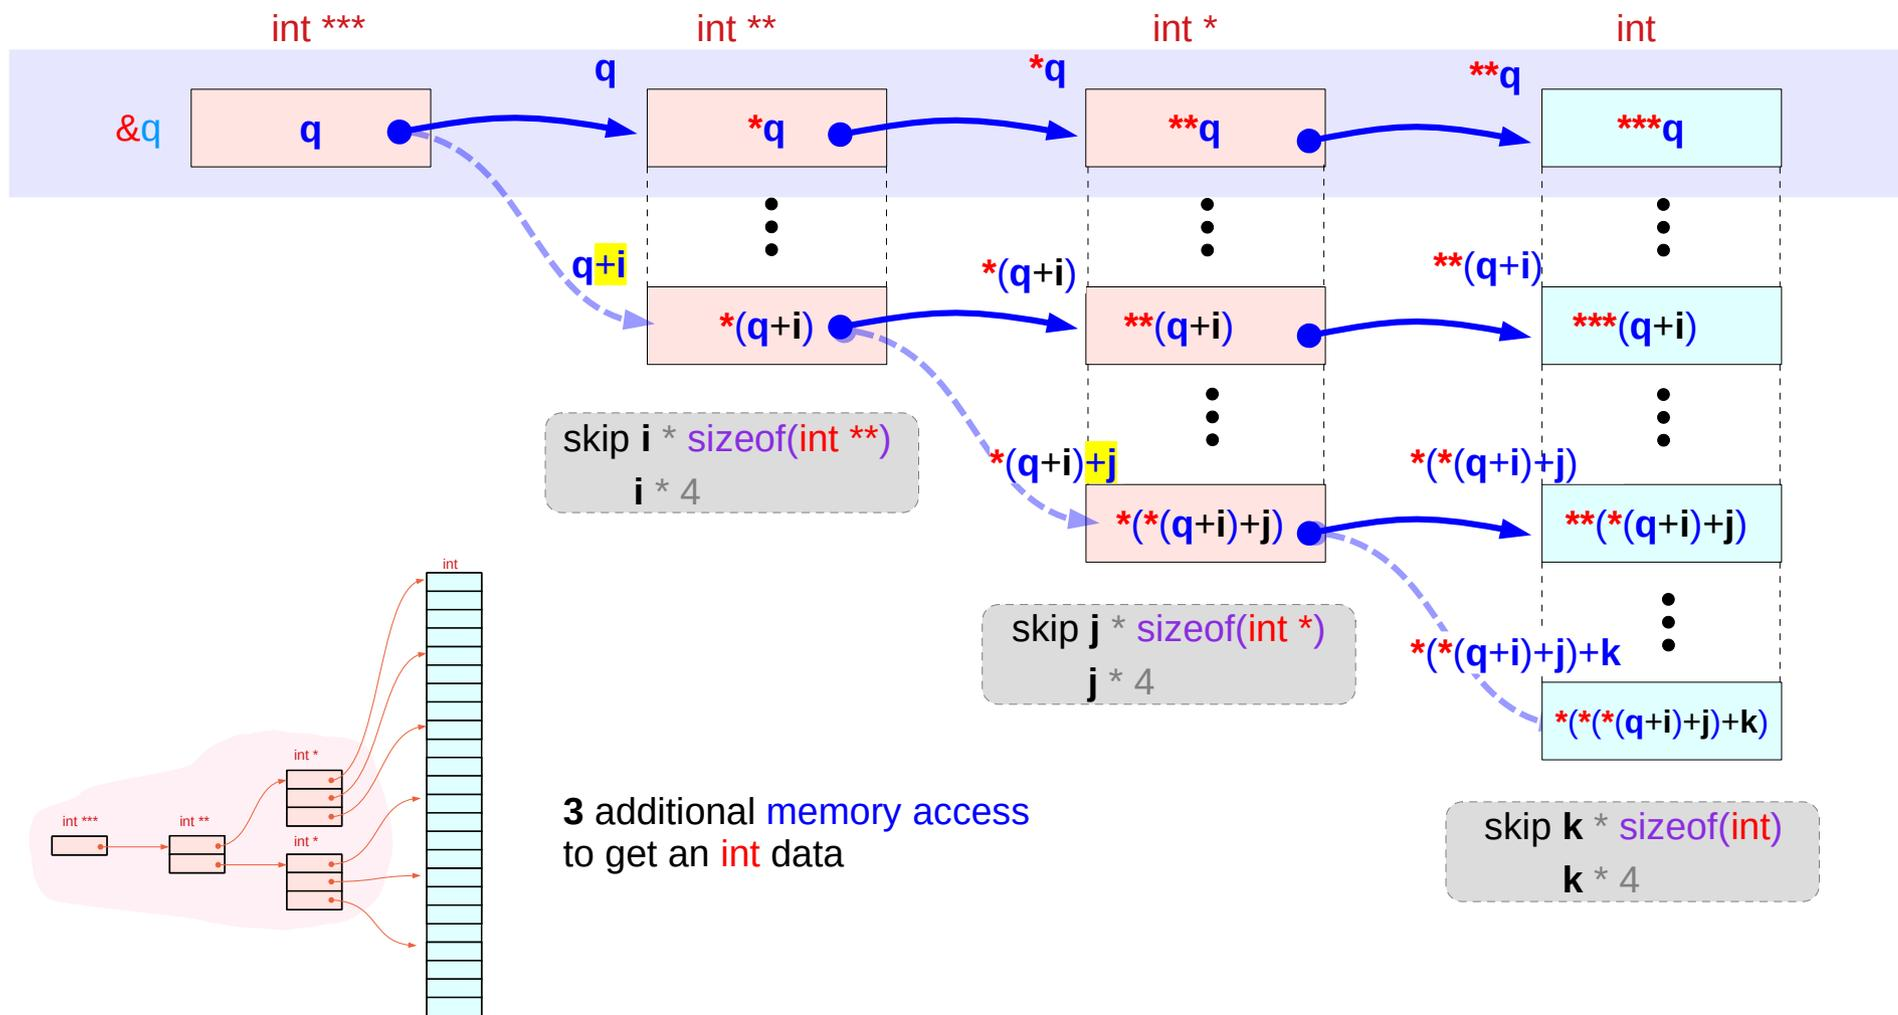 int ***
int **
int *
int
q
*q
**q
&q
q
*q
**q
***q
q+i
*(q+i)
**(q+i)
*(q+i)
**(q+i)
***(q+i)
skip i * sizeof(int **)
i * 4
*(q+i)+j
*(*(q+i)+j)
*(*(q+i)+j)
**(*(q+i)+j)
skip j * sizeof(int *)
j * 4
*(*(q+i)+j)+k
*(*(*(q+i)+j)+k)
skip k * sizeof(int)
k * 4
int
int *
int ***
int **
int *
3 additional memory access
to get an int data